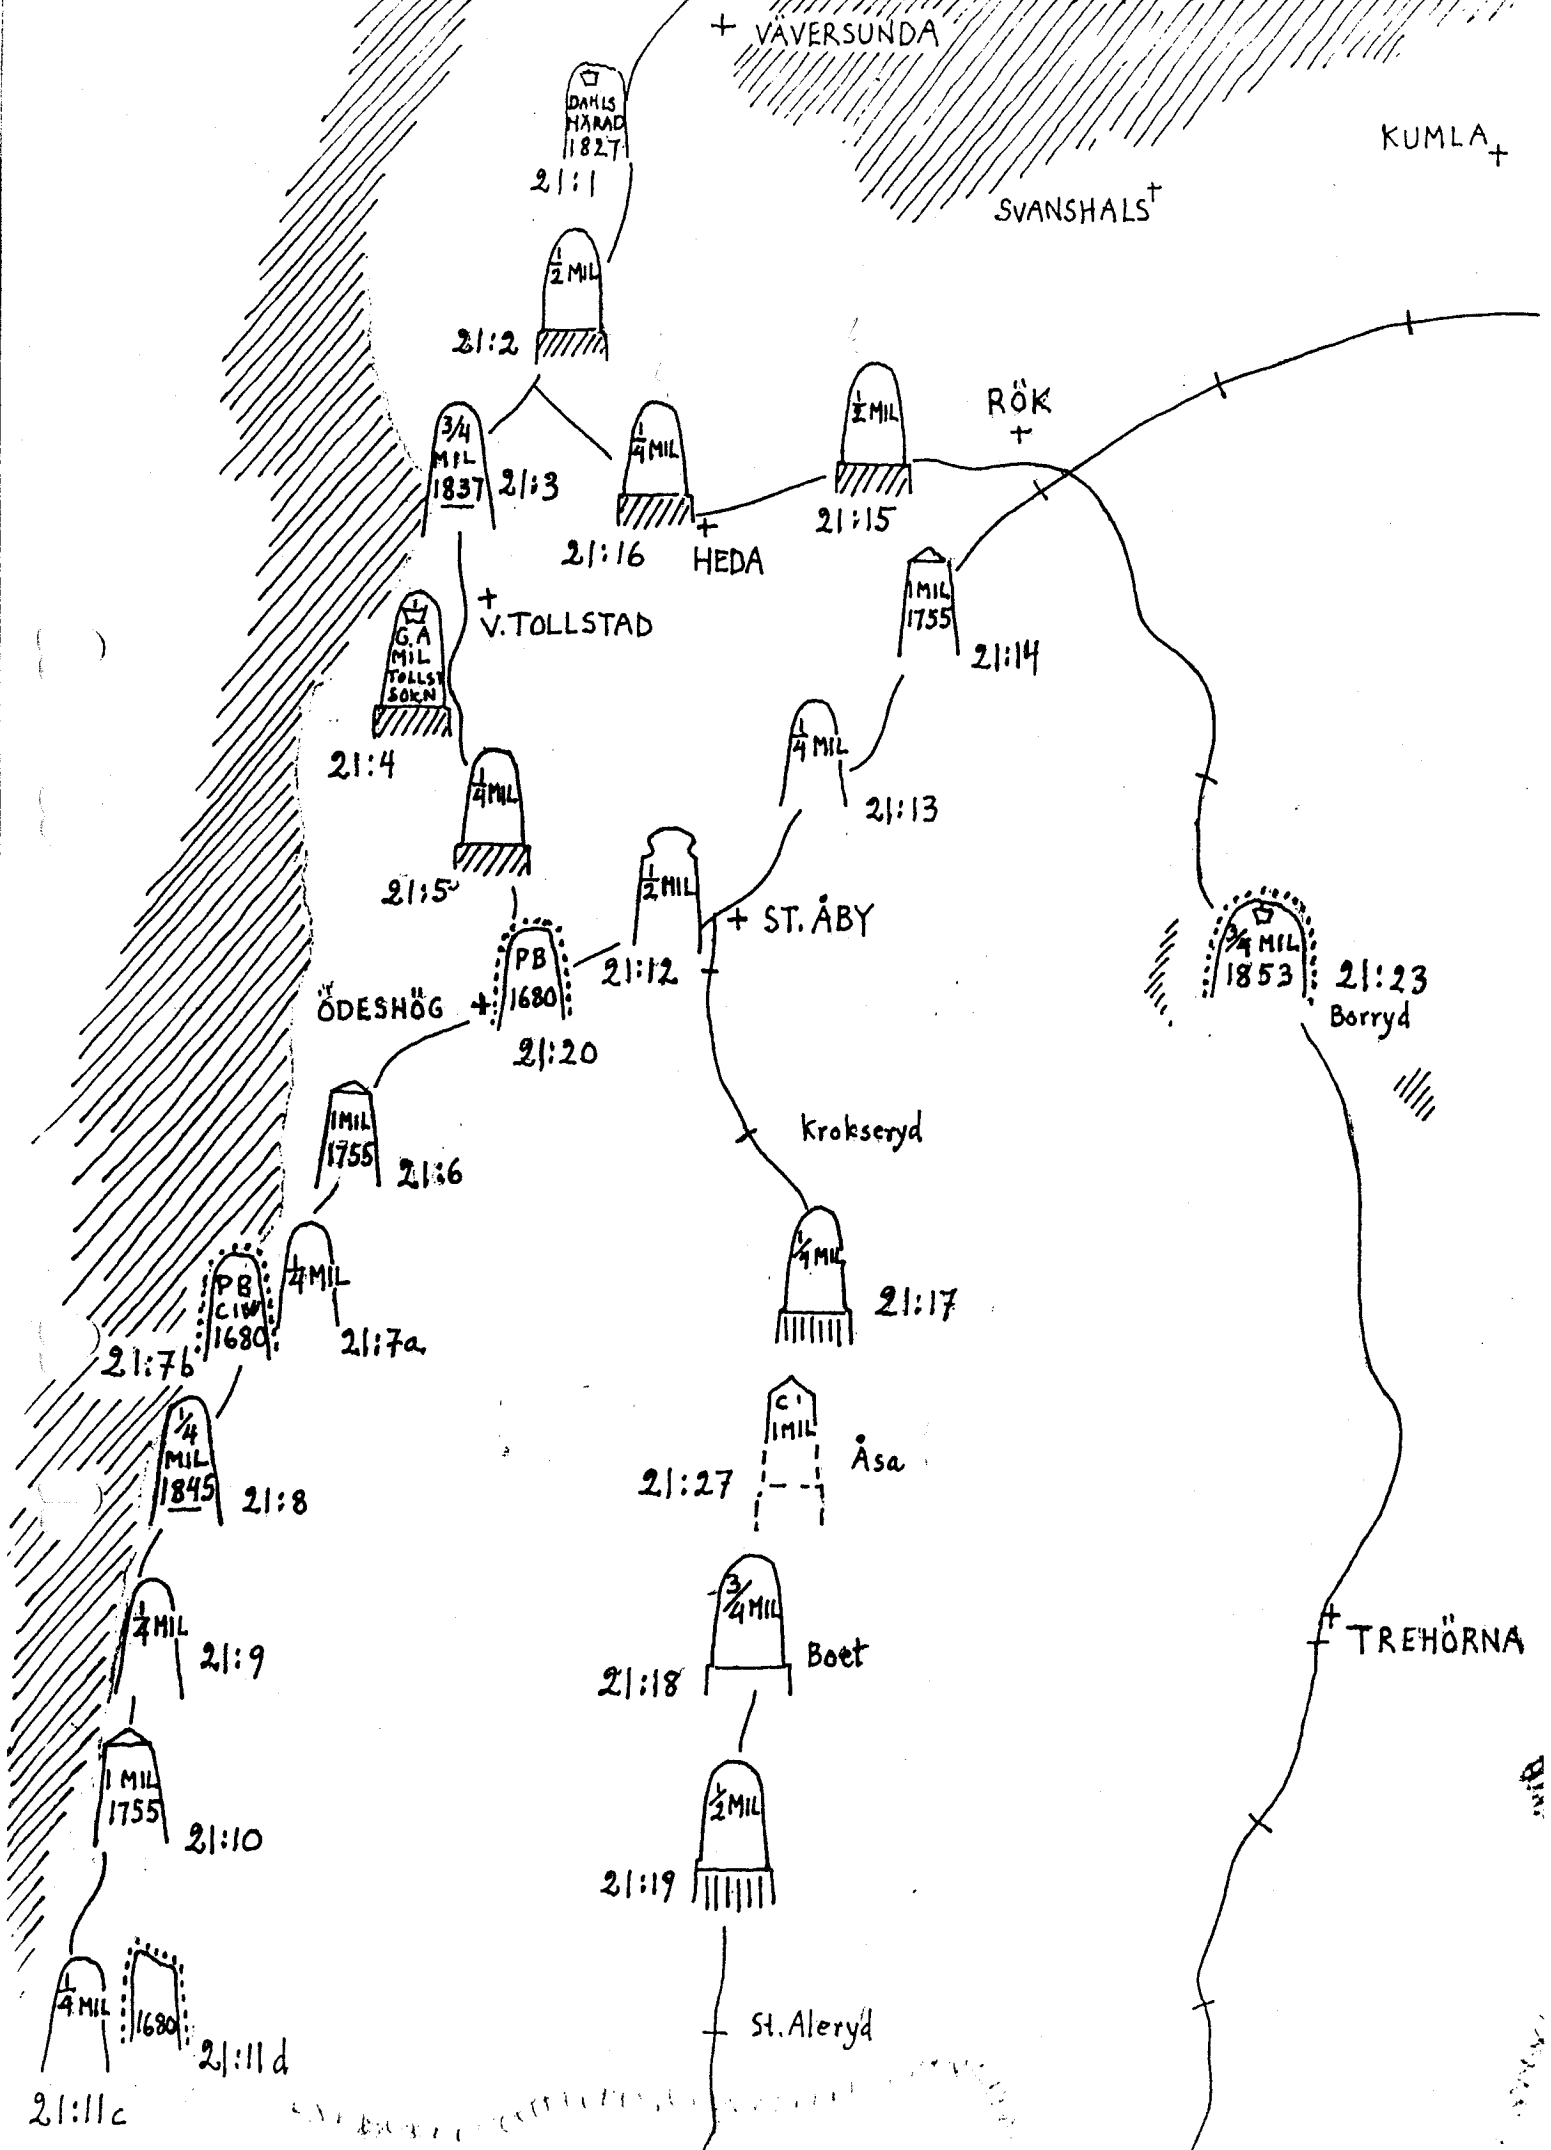 + VÄVERSUNDA
DAHLS
HÄRAD
1827
21:1
KUMLA +
SVANSHALS +
1/2 MIL
21:2
3/4
MIL
1837
21:3
1/4 MIL
21:16
+
HEDA
1/2 MIL
21:15
RÖK
+
1 MIL
1755
21:14
+
V. TOLLSTAD
G.A
MIL
TOLLST
SOKN
21:4
1/4 MIL
21:13
1/4 MIL
21:5
1/2 MIL
21:12
+ ST. ÅBY
PB
1680
21:20
ÖDESHÖG +
3/4 MIL
1853
21:23
Borryd
1 MIL
1755
21:6
Krokseryd
1/4 MIL
21:7a
PB
1680
21:7b
1/4 MIL
21:17
1/4
MIL
1845
21:8
C I
1 MIL
21:27
Åsa
1/4 MIL
21:9
3/4 MIL
21:18
Boet
+
TREHÖRNA
1 MIL
1755
21:10
1/2 MIL
21:19
1/4 MIL
21:11c
1680
21:11d
St. Aleryd